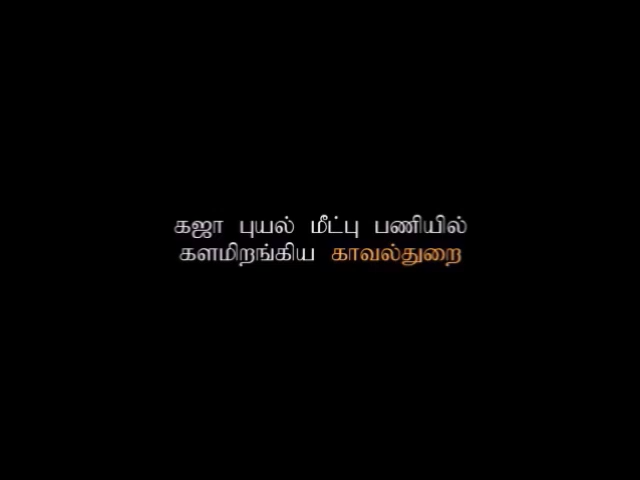 கஜா புயல் மீட்பு பணியில்
களமிறங்கிய காவல்துறை